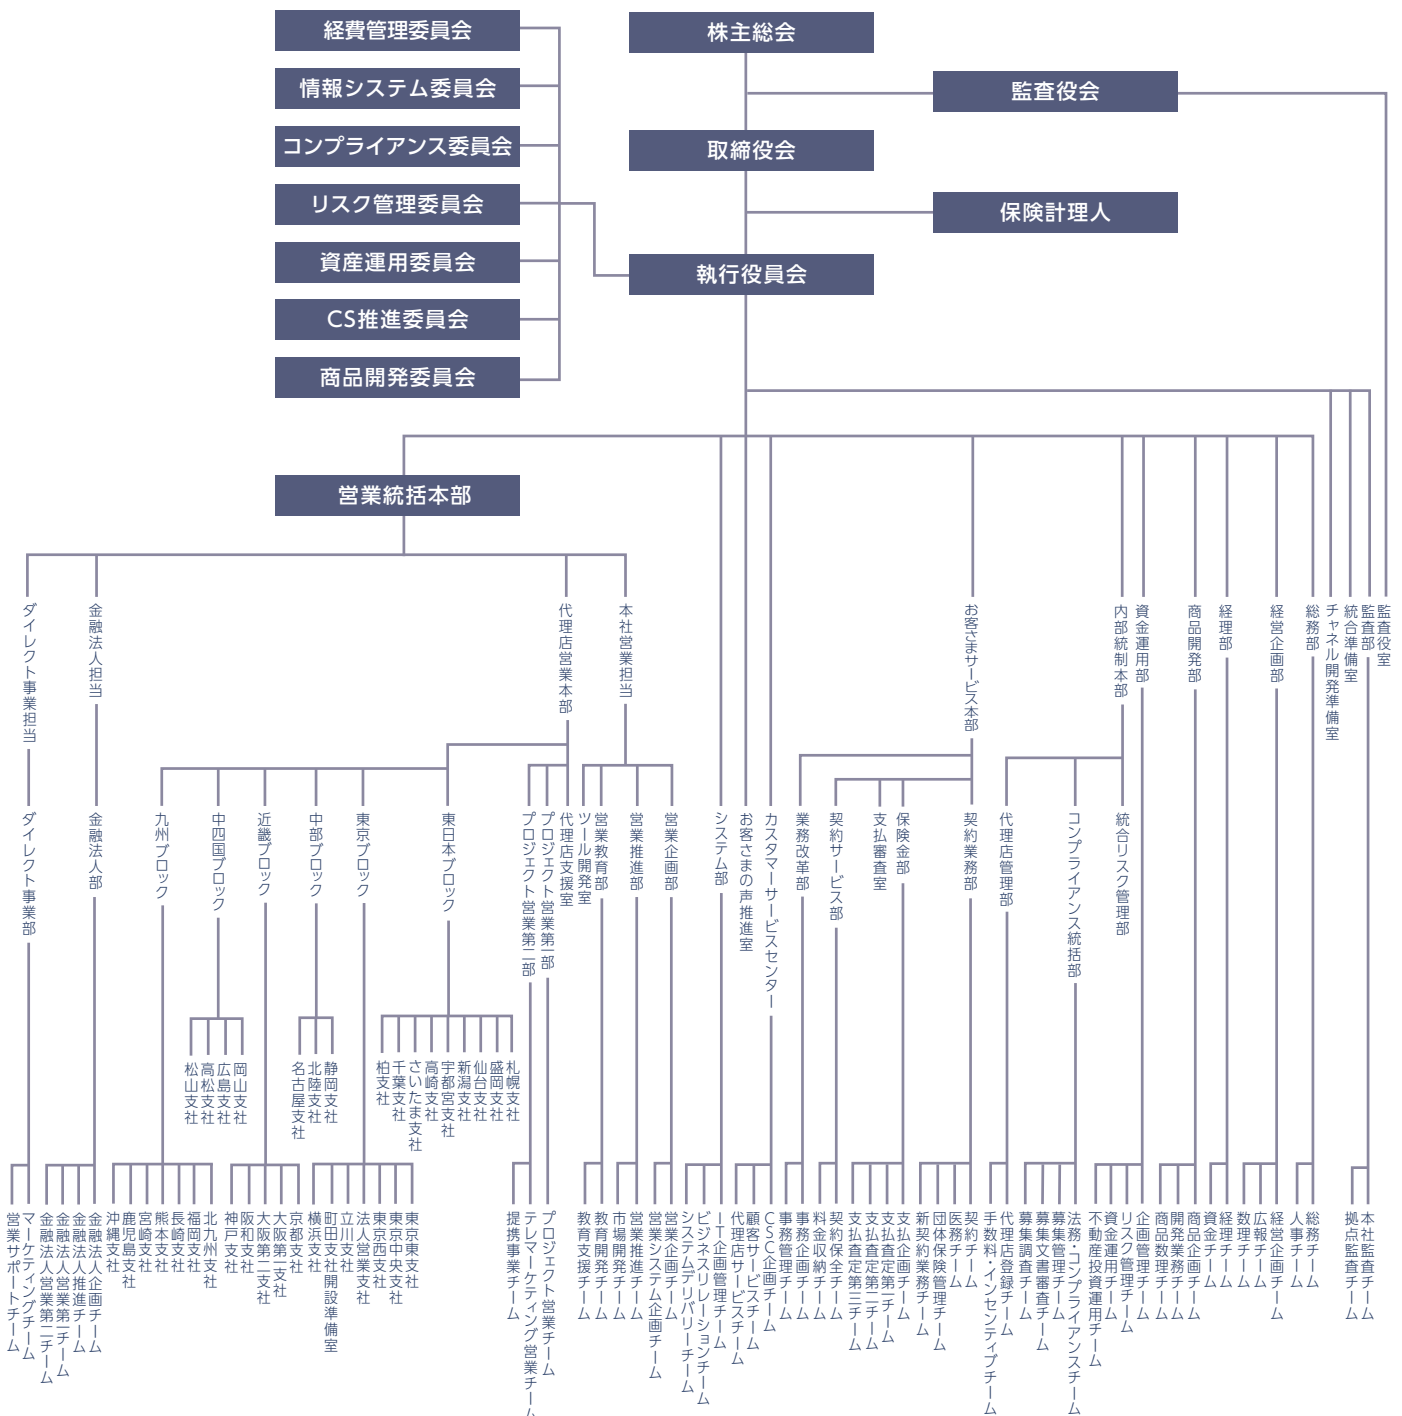 経費管理委員会
情報システム委員会
コンプライアンス委員会
リスク管理委員会
資産運用委員会
CS推進委員会
商品開発委員会
株主総会
監査役会
取締役会
保険計理人
執行役員会
営業統括本部
監査役室
監査部
統合準備室
チャネル開発準備室
総務部
経営企画部
経理部
商品開発部
資金運用部
内部統制本部
お客さまサービス本部
本社営業担当
代理店営業本部
金融法人担当
ダイレクト事業担当
統合リスク管理部
コンプライアンス統括部
代理店管理部
契約業務部
保険金部
支払審査室
契約サービス部
業務改革部
カスタマーサービスセンター
お客さまの声推進室
システム部
営業企画部
営業推進部
営業教育部
ツール開発室
代理店支援室
プロジェクト営業第一部
プロジェクト営業第二部
東日本ブロック
東京ブロック
中部ブロック
近畿ブロック
中四国ブロック
九州ブロック
金融法人部
ダイレクト事業部
札幌支社
盛岡支社
仙台支社
新潟支社
宇都宮支社
高崎支社
さいたま支社
千葉支社
柏支社
静岡支社
北陸支社
名古屋支社
岡山支社
広島支社
高松支社
松山支社
本社監査チーム
拠点監査チーム
総務チーム
人事チーム
経営企画チーム
広報チーム
数理チーム
経理チーム
資金チーム
商品企画チーム
開発業務チーム
商品数理チーム
企画管理チーム
リスク管理チーム
資金運用チーム
不動産投資運用チーム
法務・コンプライアンスチーム
募集管理チーム
募集文書審査チーム
募集調査チーム
代理店登録チーム
手数料・インセンティブチーム
契約チーム
医務チーム
団体保険管理チーム
新契約業務チーム
支払企画チーム
支払査定第一チーム
支払査定第二チーム
支払査定第三チーム
契約保全チーム
料金収納チーム
事務企画チーム
事務管理チーム
CSC企画チーム
顧客サービスチーム
代理店サービスチーム
IT企画管理チーム
ビジネスリレーションチーム
システムデリバリーチーム
営業企画チーム
営業システム企画チーム
営業推進チーム
市場開発チーム
教育開発チーム
教育支援チーム
プロジェクト営業チーム
テレマーケティング営業チーム
提携事業チーム
東京東支社
東京中央支社
東京西支社
法人営業支社
立川支社
町田支社開設準備室
横浜支社
京都支社
大阪第一支社
大阪第二支社
阪和支社
神戸支社
北九州支社
福岡支社
長崎支社
熊本支社
宮崎支社
鹿児島支社
沖縄支社
金融法人企画チーム
金融法人推進チーム
金融法人営業第一チーム
金融法人営業第二チーム
マーケティングチーム
営業サポートチーム